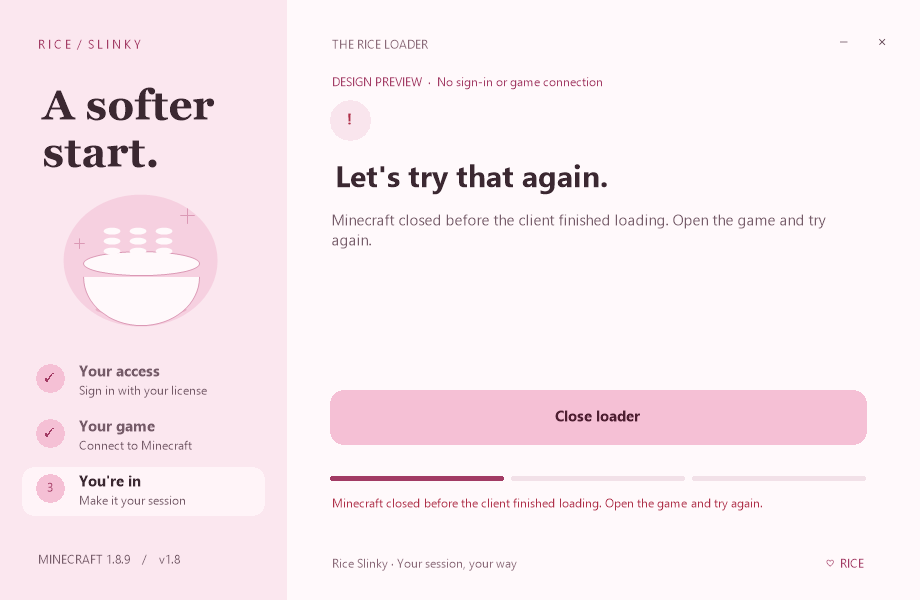 RICE / SLINKY
A softer
start.
✓ Your access
Sign in with your license
✓ Your game
Connect to Minecraft
3 You're in
Make it your session
MINECRAFT 1.8.9 / v1.8
THE RICE LOADER
– ×
DESIGN PREVIEW · No sign-in or game connection
!
Let's try that again.
Minecraft closed before the client finished loading. Open the game and try
again.
Close loader
Minecraft closed before the client finished loading. Open the game and try again.
Rice Slinky · Your session, your way
♡ RICE